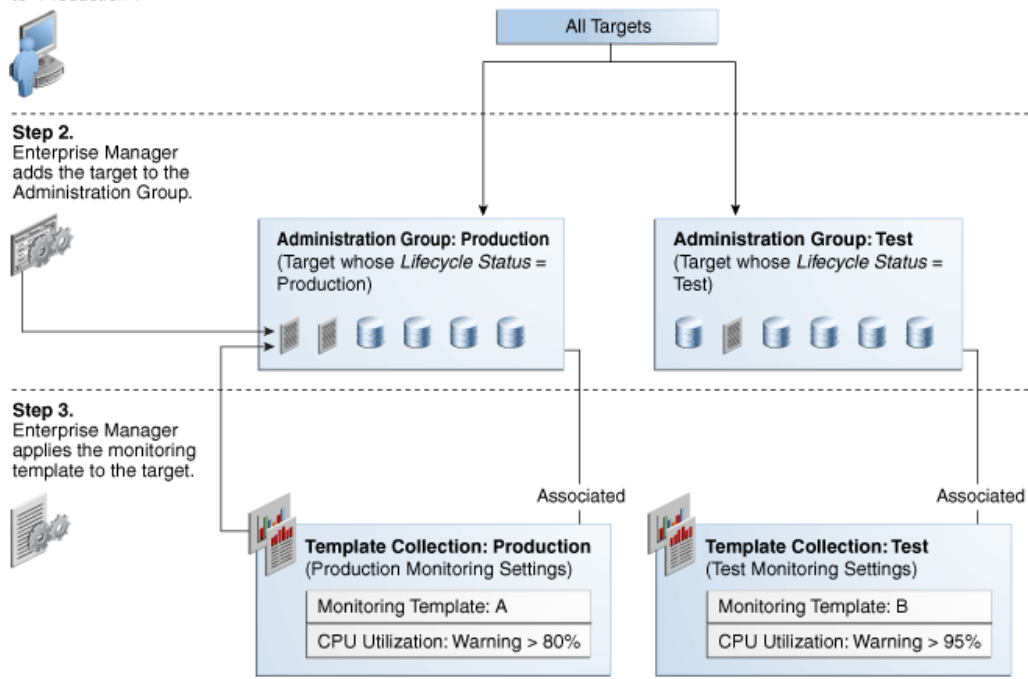 All Targets
Step 2.
Enterprise Manager
adds the target to the
Administration Group.
Administration Group: Production
(Target whose Lifecycle Status =
Production)
Administration Group: Test
(Target whose Lifecycle Status =
Test)
Step 3.
Enterprise Manager
applies the monitoring
template to the target.
Associated
Associated
Template Collection: Production
(Production Monitoring Settings)
Monitoring Template: A
CPU Utilization: Warning > 80%
Template Collection: Test
(Test Monitoring Settings)
Monitoring Template: B
CPU Utilization: Warning > 95%